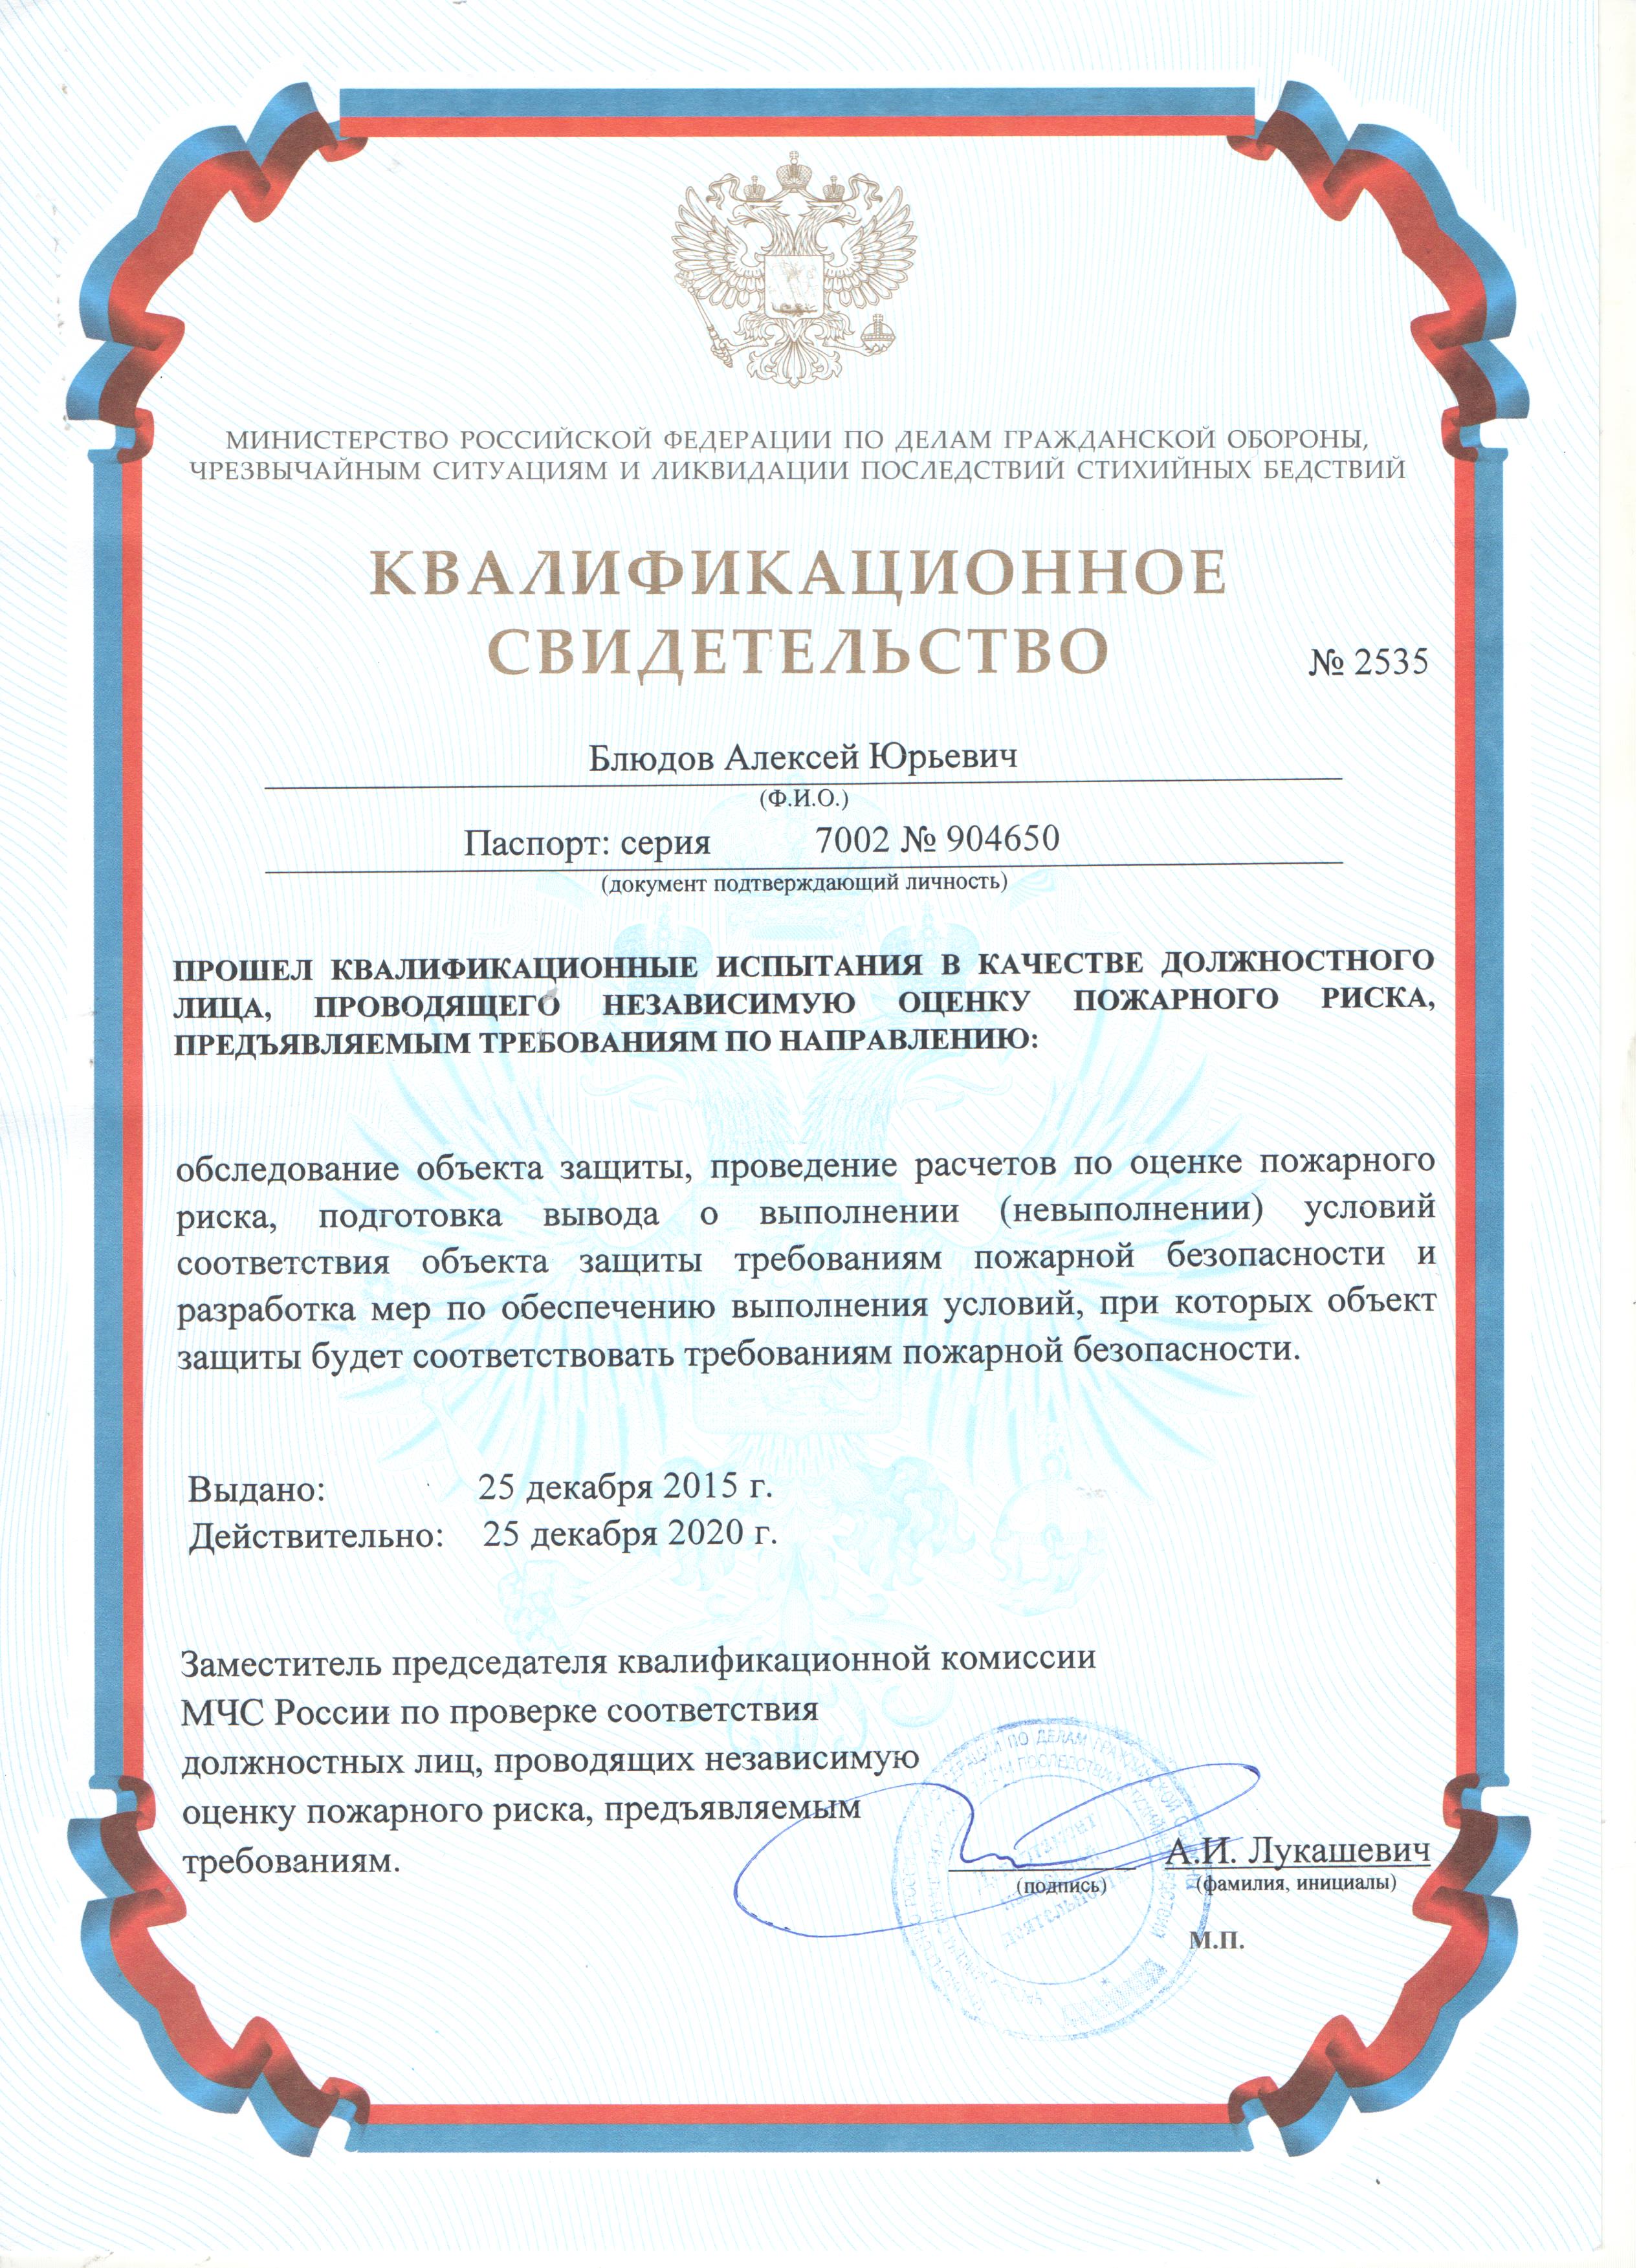 МИНИСТЕРСТВО РОССИЙСКОЙ ФЕДЕРАЦИИ ПО ДЕЛАМ ГРАЖДАНСКОЙ ОБОРОНЫ,
ЧРЕЗВЫЧАЙНЫМ СИТУАЦИЯМ И ЛИКВИДАЦИИ ПОСЛЕДСТВИЙ СТИХИЙНЫХ БЕДСТВИЙ
КВАЛИФИКАЦИОННОЕ
СВИДЕТЕЛЬСТВО
№ 2535
Блюдов Алексей Юрьевич
(Ф.И.О.)
Паспорт: серия 7002 № 904650
(документ подтверждающий личность)
ПРОШЕЛ КВАЛИФИКАЦИОННЫЕ ИСПЫТАНИЯ В КАЧЕСТВЕ ДОЛЖНОСТНОГО
ЛИЦА, ПРОВОДЯЩЕГО НЕЗАВИСИМУЮ ОЦЕНКУ ПОЖАРНОГО РИСКА,
ПРЕДЪЯВЛЯЕМЫМ ТРЕБОВАНИЯМ ПО НАПРАВЛЕНИЮ:
обследование объекта защиты, проведение расчетов по оценке пожарного
риска, подготовка вывода о выполнении (невыполнении) условий
соответствия объекта защиты требованиям пожарной безопасности и
разработка мер по обеспечению выполнения условий, при которых объект
защиты будет соответствовать требованиям пожарной безопасности.
Выдано: 25 декабря 2015 г.
Действительно: 25 декабря 2020 г.
Заместитель председателя квалификационной комиссии
МЧС России по проверке соответствия
должностных лиц, проводящих независимую
оценку пожарного риска, предъявляемым
требованиям.
А.И. Лукашевич
(подпись)
(фамилия, инициалы)
М.П.
ПО ДЕЛАМ